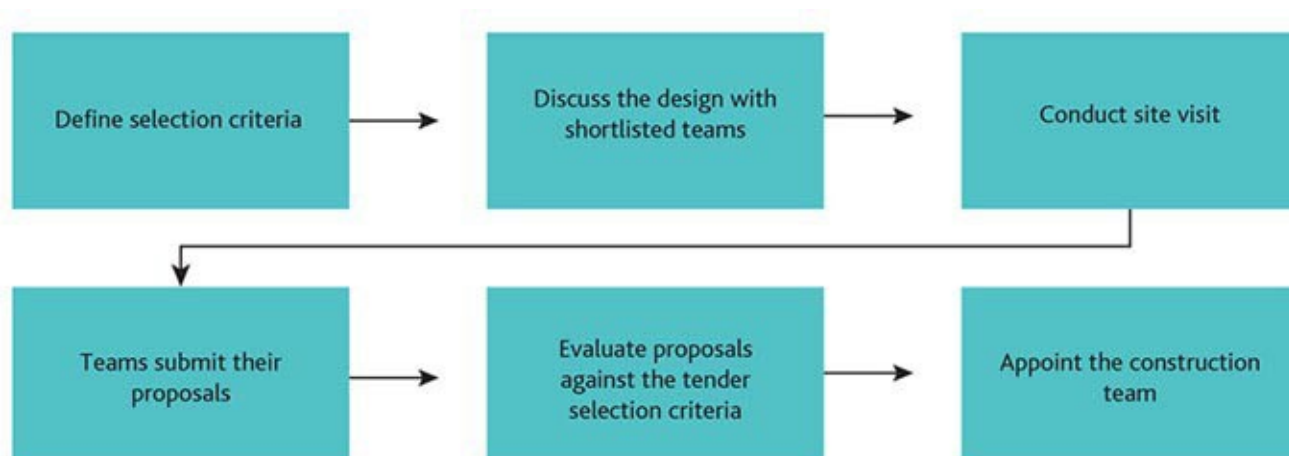 Define selection criteria
Discuss the design with
shortlisted teams
Conduct site visit
Teams submit their
proposals
Evaluate proposals
against the tender
selection criteria
Appoint the construction
team